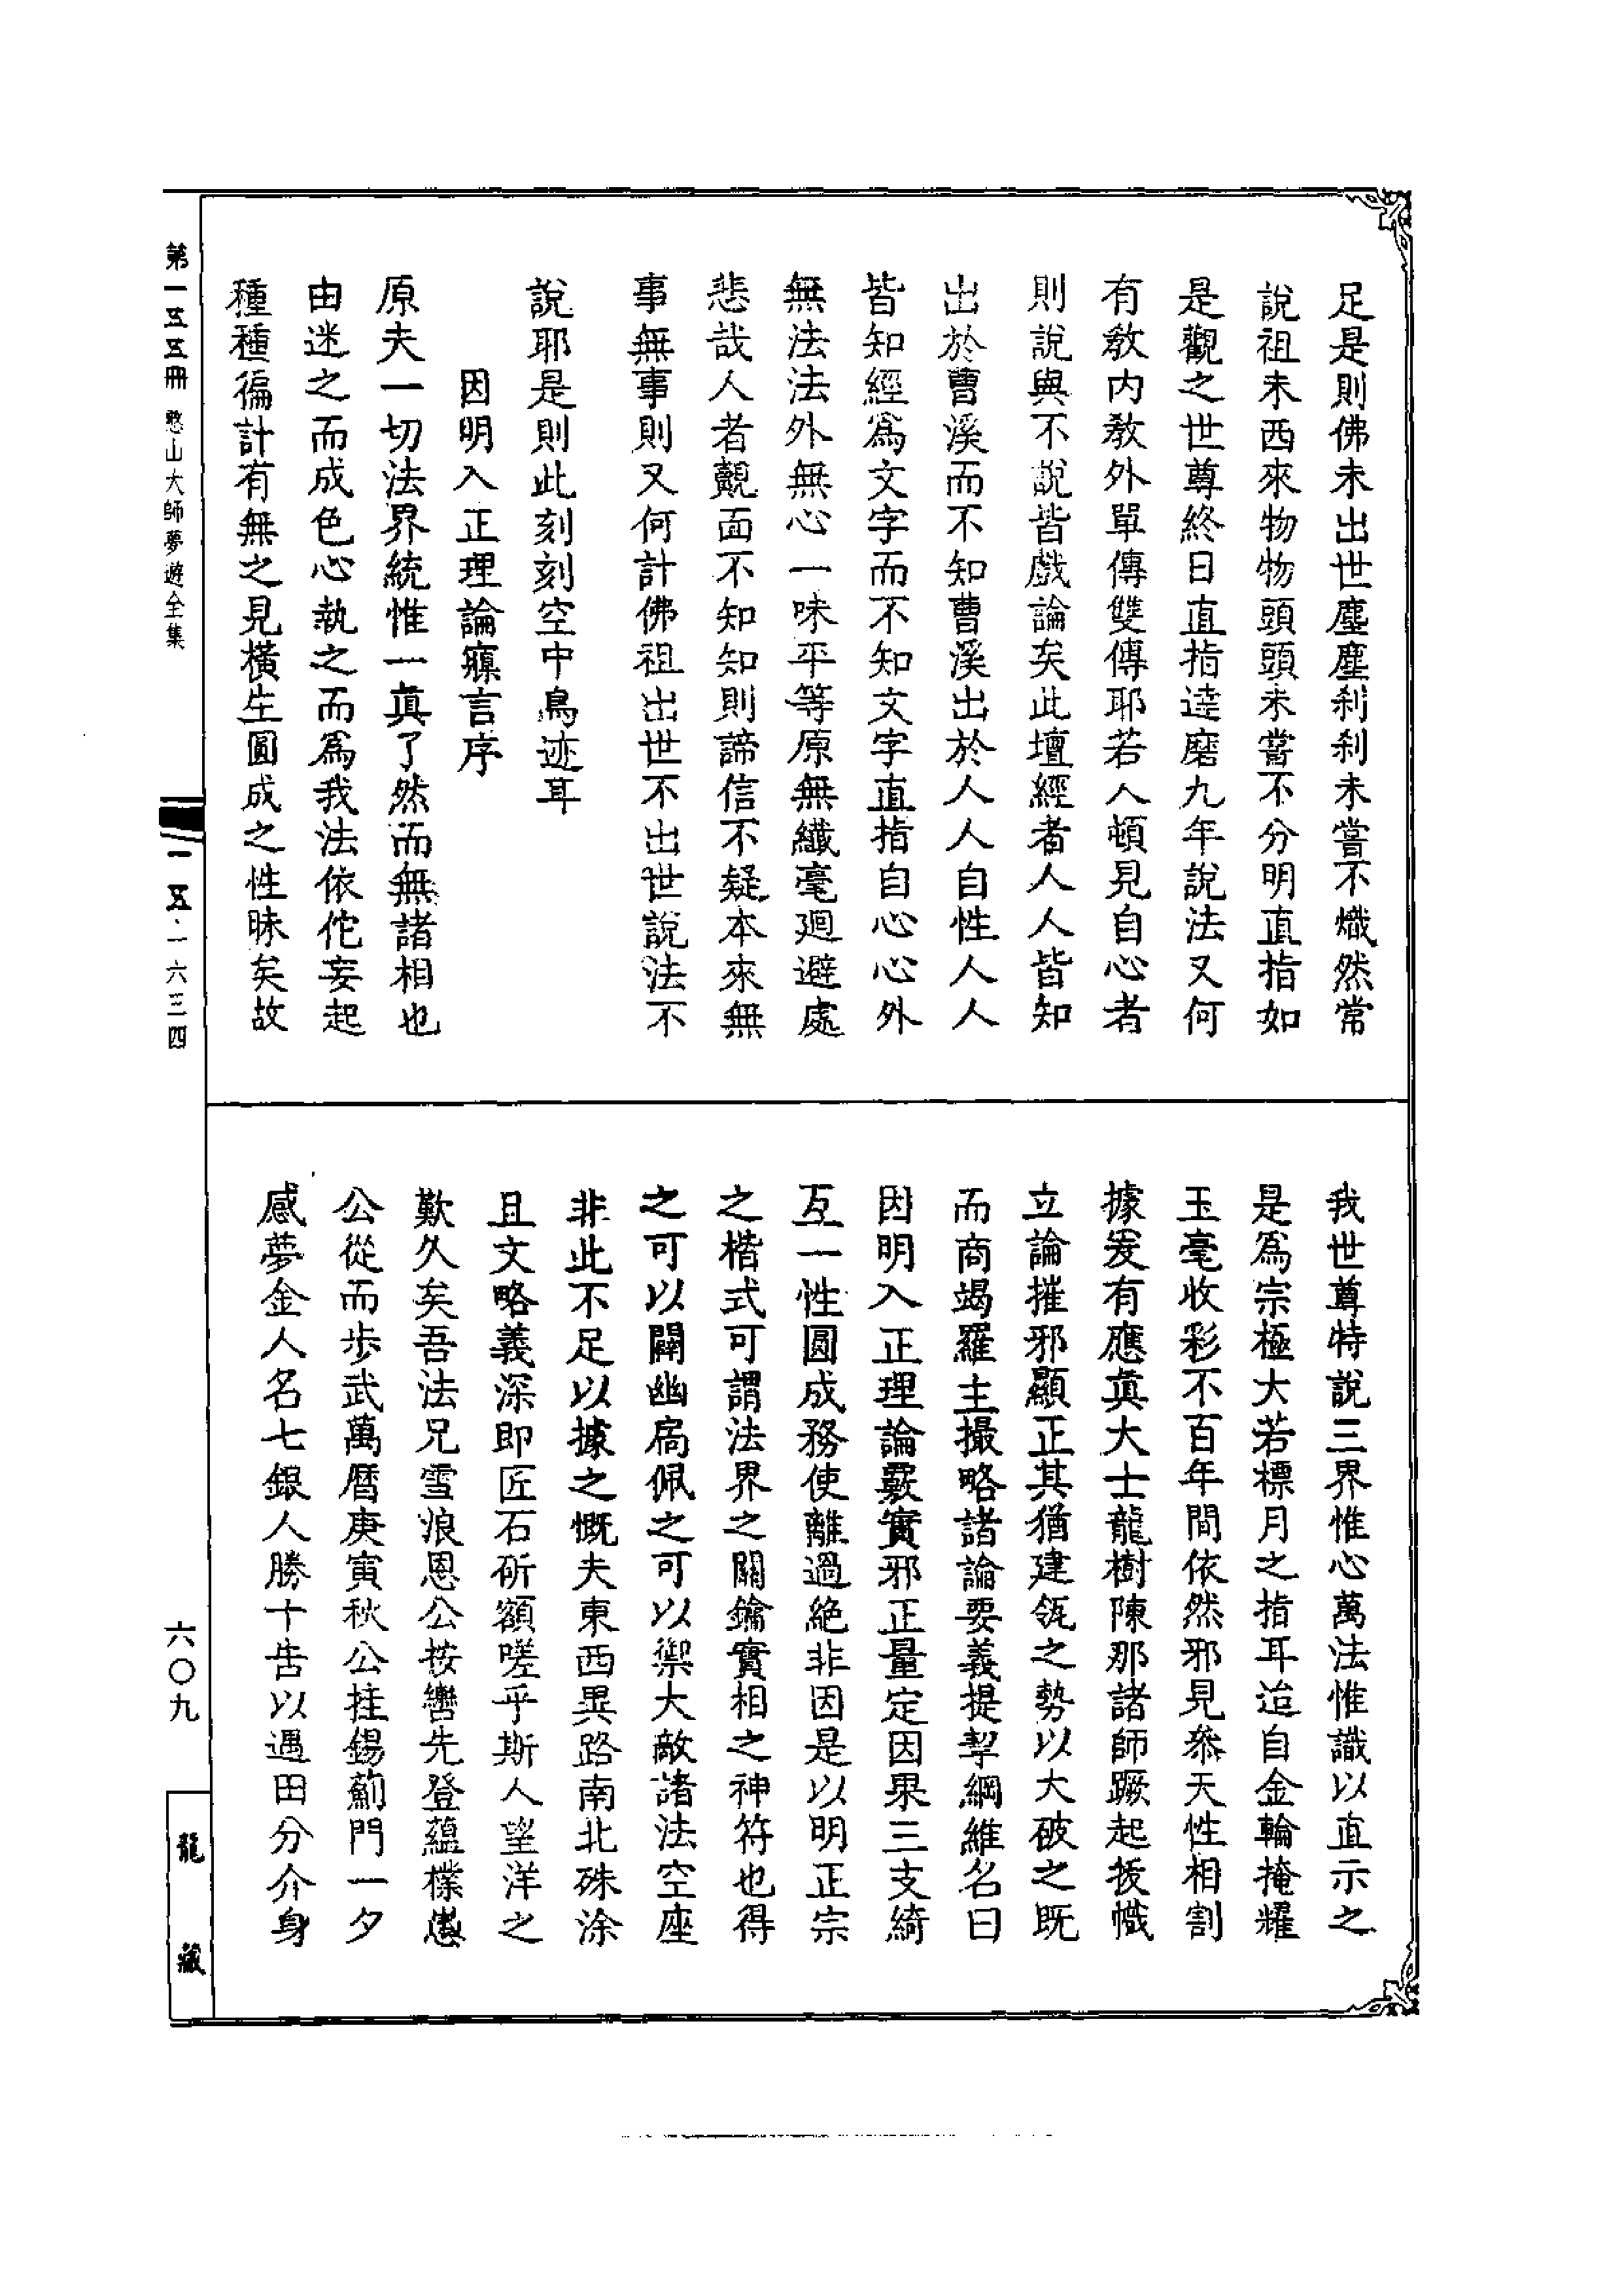 足是則佛未出世塵塵刹刹未嘗不熾然常
說祖未西來物物頭頭未嘗不分明直指如
是觀之世尊終日直指達磨九年說法又何
有教內教外單傳雙傳耶若人頓見自心者
則說與不說皆戲論矣此壇經者人人皆知
出於曹溪而不知曹溪出於人人自性人人
皆知經爲文字而不知文字直指自心心外
無法法外無心一味平等原無纖毫迴避處
悲哉人者覿面不知知則諦信不疑本來無
事無事則又何計佛祖出世不出世說法不
說耶是則此刻刻空中鳥迹耳
因明入正理論寱言序
原夫一切法界統惟一眞了然而無諸相也
由迷之而成色心執之而爲我法依佗妄起
種種徧計有無之見橫生圓成之性昧矣故
我世尊特說三界惟心萬法惟識以直示之
是爲宗極大若標月之指耳迨自金輪掩耀
玉毫收彩不百年間依然邪見叅天性相割
據爰有應眞大士龍樹陳那諸師蹶起拔幟
立論摧邪顯正其猶建瓴之勢以大破之既
而商羯羅主撮略諸論要義提挈綱維名曰
因明入正理論覈實邪正量定因果三支綺
互一性圓成務使離過絕非因是以明正宗
之楷式可謂法界之關鑰實相之神符也得
之可以闢幽扃佩之可以禦大敵諸法空座
非此不足以據之慨夫東西異路南北殊途
且文略義深即匠石斫額嗟乎斯人望洋之
歎久矣吾法兄雪浪恩公按轡先登蘊樸愚
公從而步武萬曆庚寅秋公拄錫薊門一夕
感夢金人名七銀人勝十告以遇田分介身
第一五五冊 憨山大師夢遊全集
一五、一六三四
六〇九
龍藏